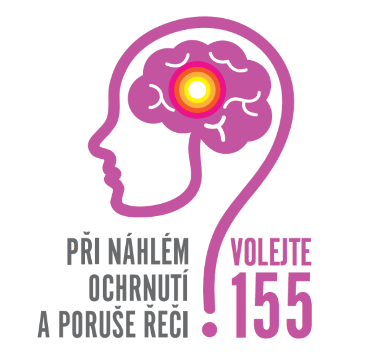 PŘI NÁHLÉM
OCHRNUTÍ
A PORUŠE ŘEČI
VOLEJTE
155